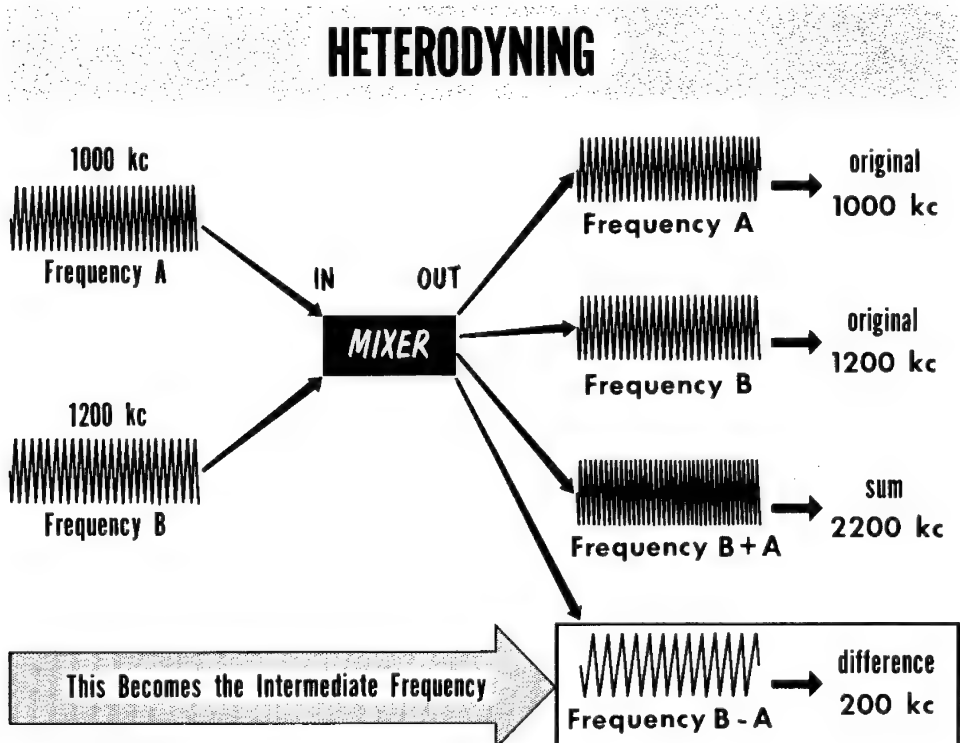 HETERODYNING
1000 kc
Frequency A
1200 kc
Frequency B
IN
OUT
MIXER
Frequency A
original
1000 kc
Frequency B
original
1200 kc
Frequency B + A
sum
2200 kc
This Becomes the Intermediate Frequency
Frequency B - A
difference
200 kc